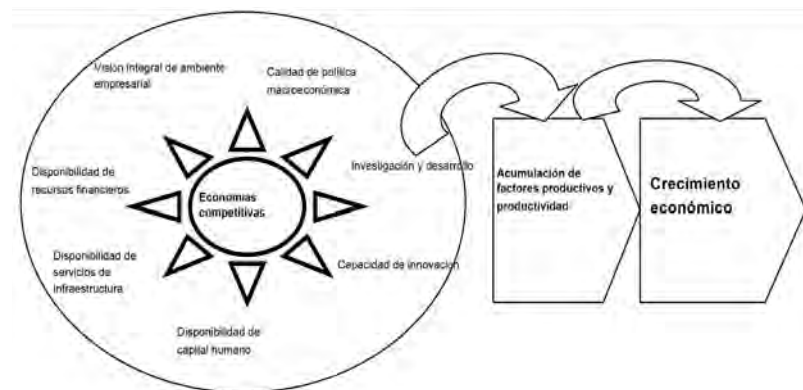 Visión integral de ambiente
empresarial
Calidad de política
macroeconómica
Investigación y desarrollo
Capacidad de innovación
Disponibilidad de
capital humano
Disponibilidad de
servicios de
infraestructura
Disponibilidad de
recursos financieros
Economías
competitivas
Acumulación de
factores productivos y
productividad
Crecimiento
económico